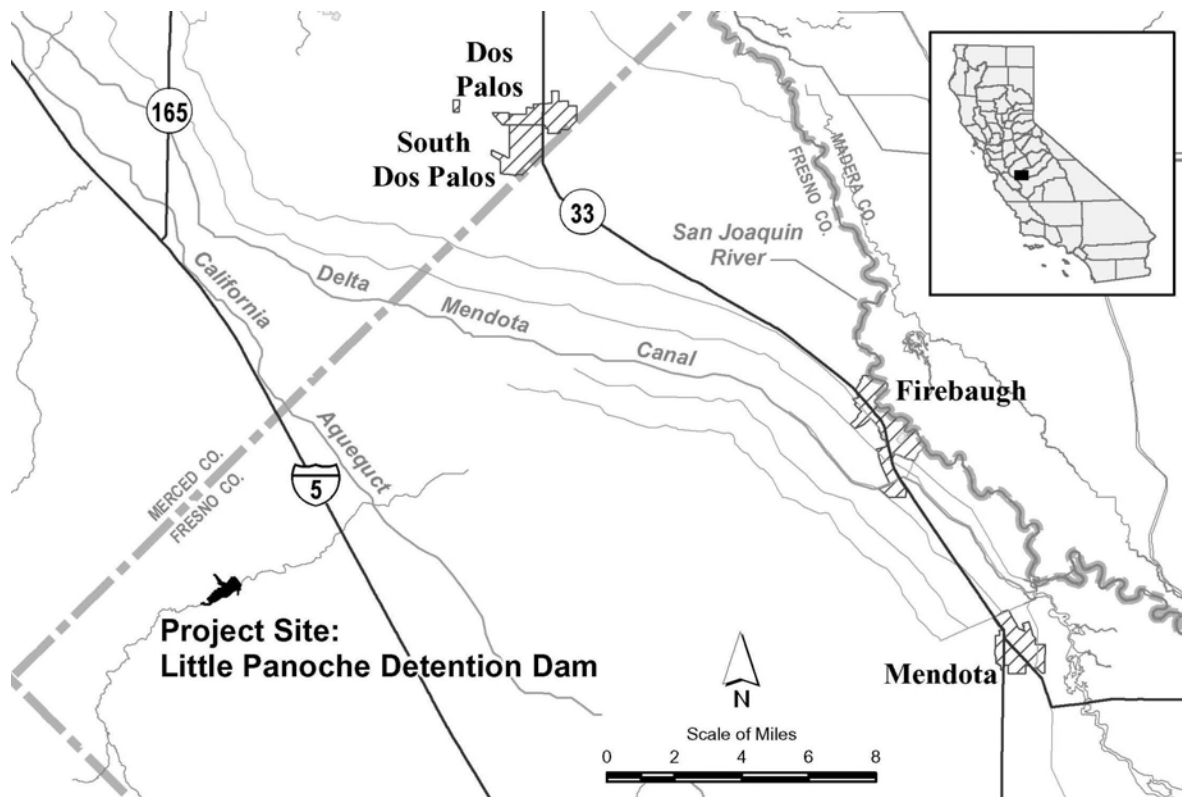 Dos
Palos
165
South
Dos Palos
33
MADERA CO.
FRESNO CO.
San Joaquin
River
California
Delta
Mendota
Canal
Firebaugh
Aquequct
MERCED CO.
FRESNO CO.
5
Project Site:
Little Panoche Detention Dam
Mendota
N
Scale of Miles
0 2 4 6 8